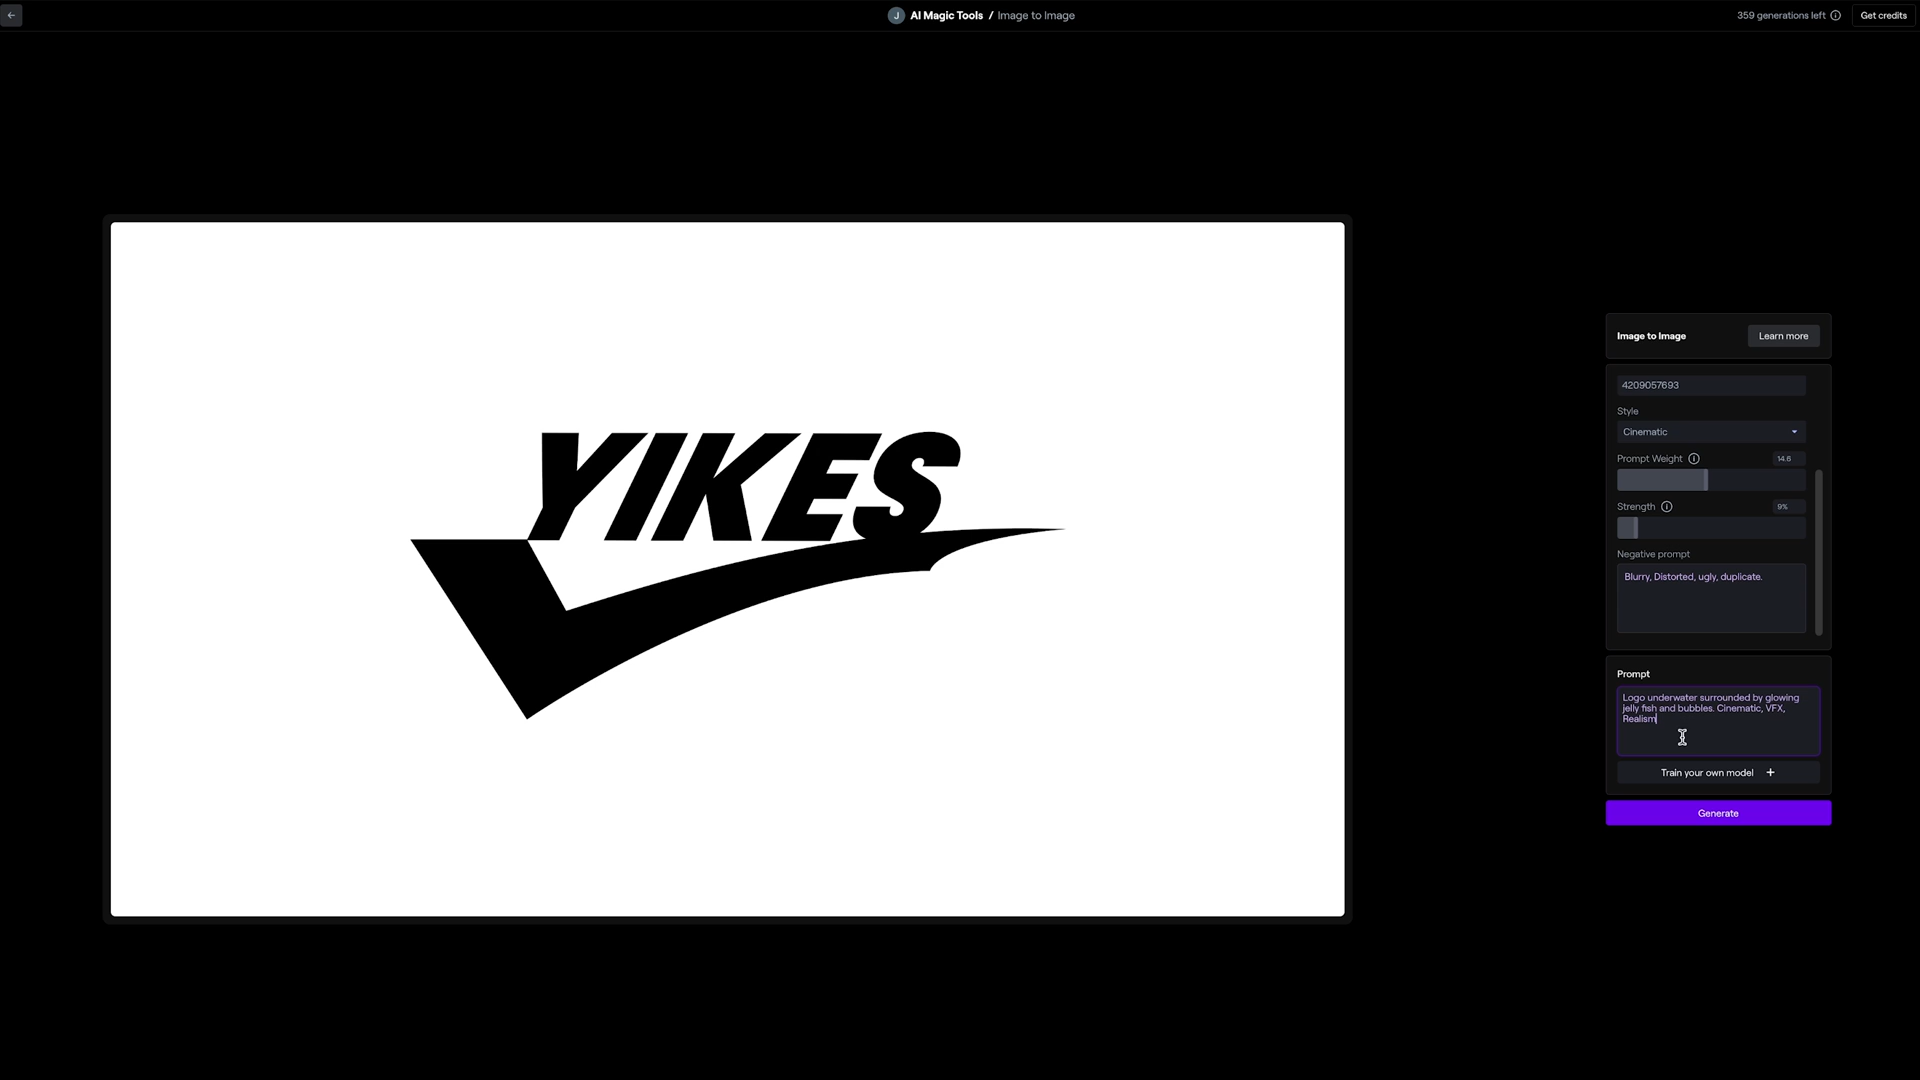 J AI Magic Tools / Image to Image
359 generations left
Get credits
YIKES
Image to Image
Learn more
4209057693
Style
Cinematic
Prompt Weight
14.6
Strength
9%
Negative prompt
Blurry, Distorted, ugly, duplicate.
Prompt
Logo underwater surrounded by glowing
jelly fish and bubbles. Cinematic, VFX,
Realism
Train your own model +
Generate